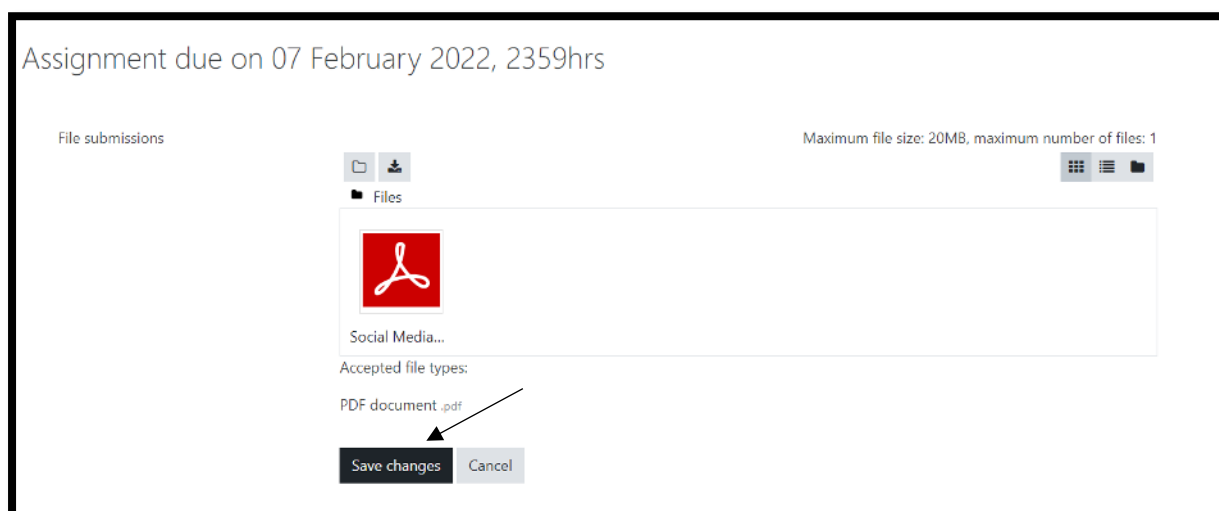 Assignment due on 07 February 2022, 2359hrs
File submissions
Maximum file size: 20MB, maximum number of files: 1
Files
Social Media...
Accepted file types:
PDF document .pdf
Save changes
Cancel